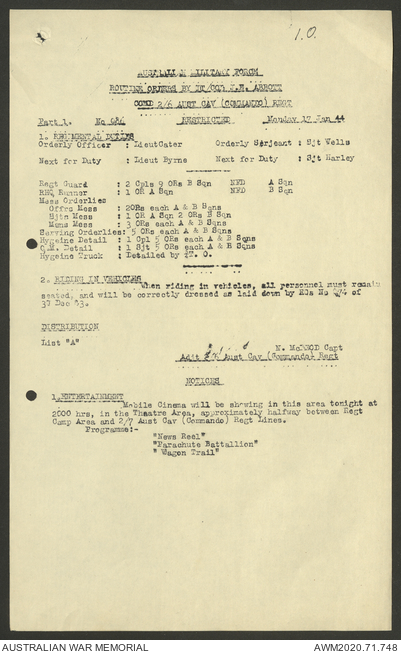 1.0.
AUSTRALIAN MILITARY FORCE
ROUTINE ORDERS BY LT/COL E.E. ABBOTT
COMD 2/6 AUST CAV (COMMANDO) REGT
Part 1. No RESTRICTED Monday 17 Jan 44
1. REGIMENTAL DUTIES
Orderly Officer : LieutCater Orderly Serjeant : Sjt Wells
Next for Duty : Lieut Byrne Next for Duty : Sjt Harley
Regt Guard : 2 Cpls 9 ORs B Sqn NFD A Sqn
RHQ Runner : 1 OR A Sqn NFD B Sqn
Mess Orderlies
Offrs Mess : 2ORs each A & B Sqns
Sjts Mess : 1 OR A Sqn 2 ORs B Sqn
Mens Mess : 3 ORs each A & B Sqns
Serving Orderlies: 5 ORs each A & B Sqns
Hygeine Detail : 1 Cpl 5 ORs each A & B Sqns
Q.M. Detail : 1 Sjt 5 ORs each A & B Sqns
Hygeine Truck : Detailed by T. O.
2. RIDING IN VEHICLES
When riding in vehicles, all personnel must remain
seated, and will be correctly dressed as laid down by ROs No of
Dec 43.
DISTRIBUTION
List "A"
N. McLEOD Capt
Adjt 2/6 Aust Cav (Commando) Regt
NOTICES
1.ENTERTAINMENT
Mobile Cinema will be showing in this area tonight at
2000 hrs, in the Theatre Area, approximately halfway between Regt
Camp Area and 2/7 Aust Cav (Commando) Regt Lines.
Programme:-
"News Reel"
"Parachute Battallion"
" Wagon Trail"
AUSTRALIAN WAR MEMORIAL AWM2020.71.748